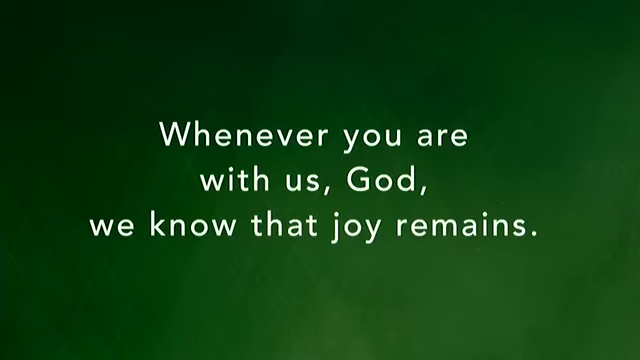 Whenever you are
with us, God,
we know that joy remains.